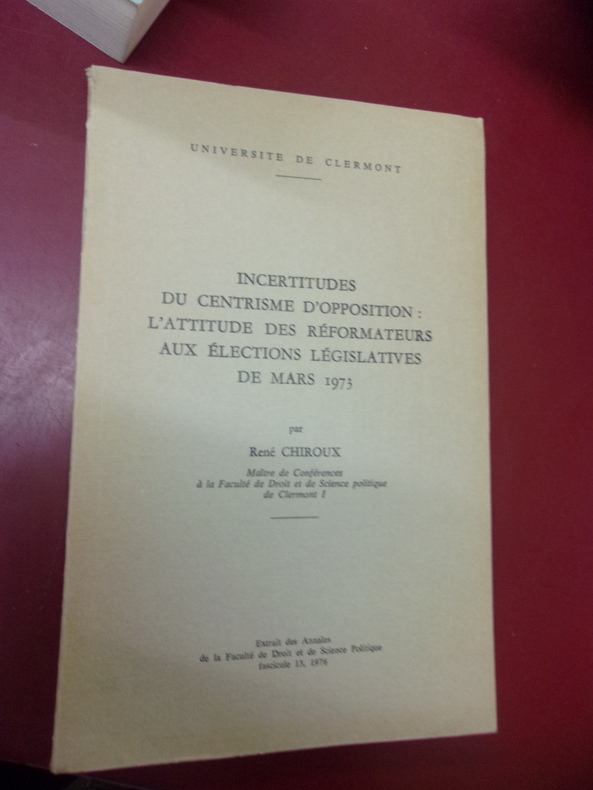 UNIVERSITE DE CLERMONT
INCERTITUDES
DU CENTRISME D'OPPOSITION :
L'ATTITUDE DES RÉFORMATEURS
AUX ÉLECTIONS LÉGISLATIVES
DE MARS 1973
par
René CHIROUX
Maître de Conférences
à la Faculté de Droit et de Science politique
de Clermont I
Extrait des Annales
de la Faculté de Droit et de Science Politique
fascicule 13, 1976